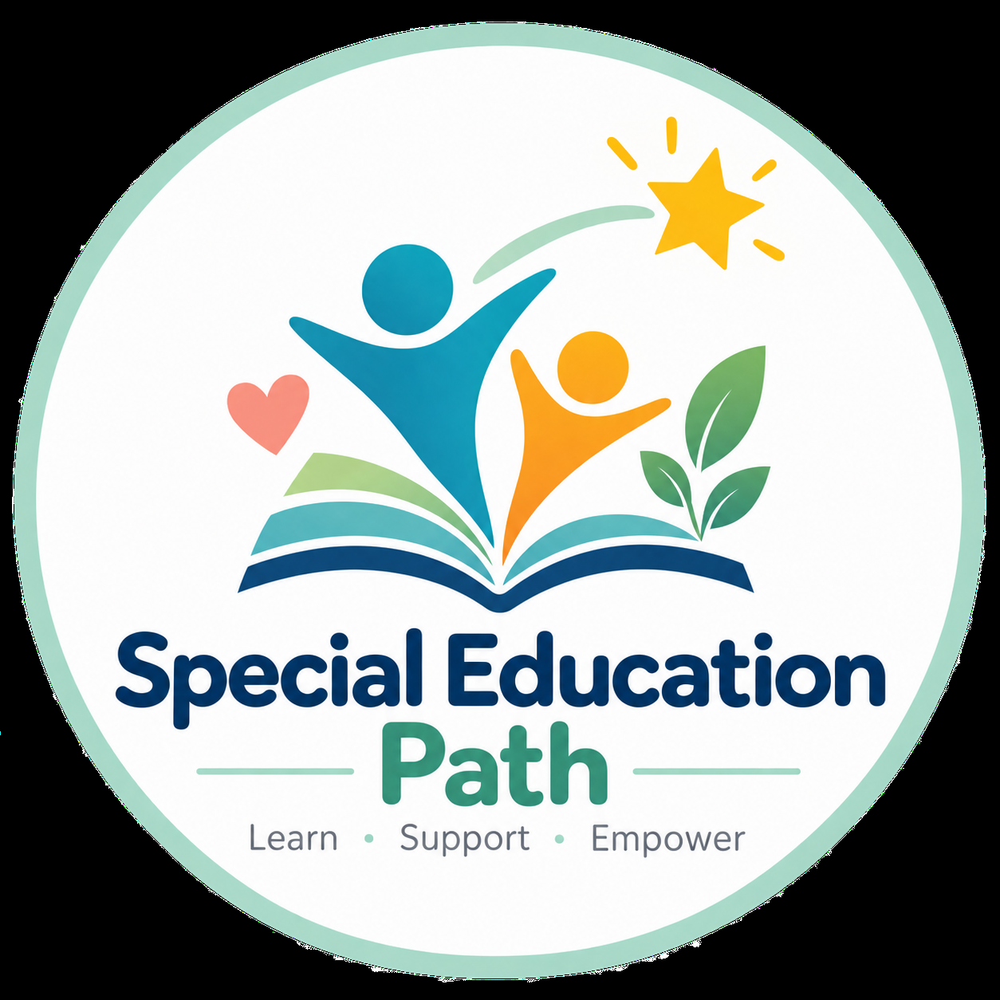 Special Education
Path
Learn • Support • Empower